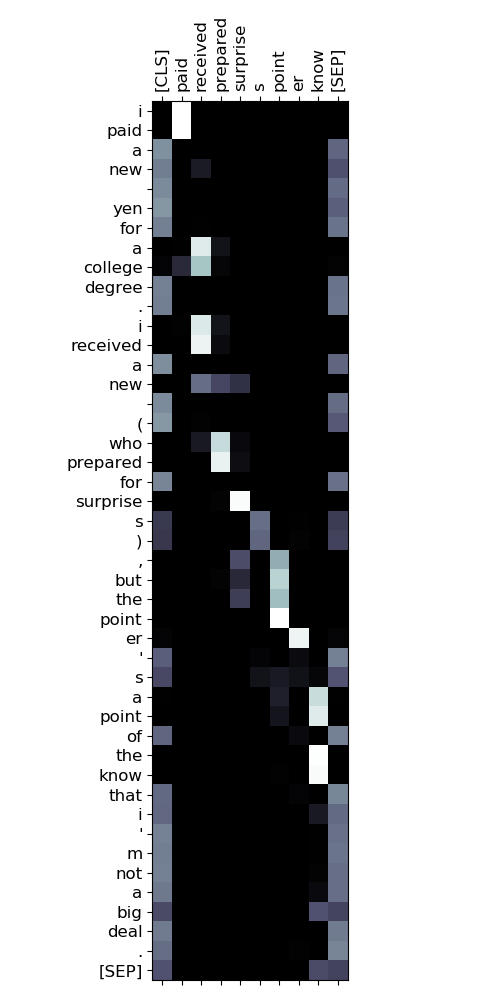 [CLS]
paid
received
prepared
surprise
s
point
er
know
[SEP]
i
paid
a
new
yen
for
a
college
degree
.
i
received
a
new
(
who
prepared
for
surprise
s
)
,
but
the
point
er
'
s
a
point
of
the
know
that
i
'
m
not
a
big
deal
.
[SEP]